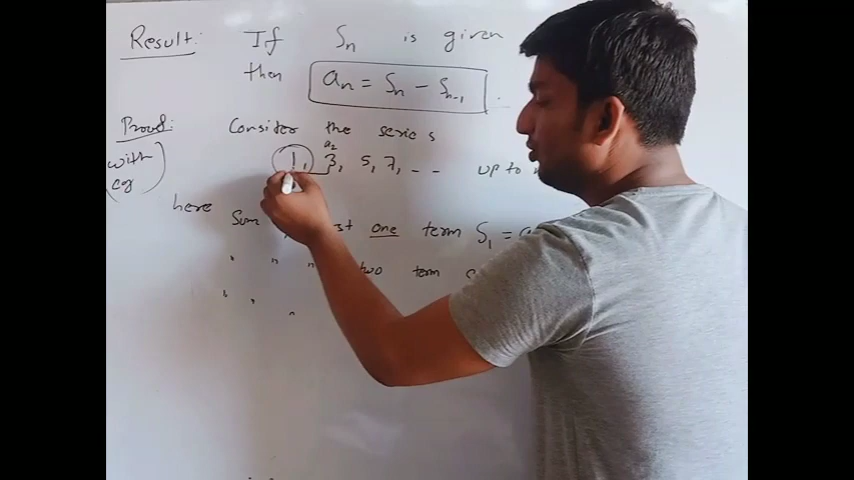 Result: If Sn is given
then an = Sn - Sn-1
Proof: Consider the series
(with eg) a2
1, 3, 5, 7, - - up to
here Sum one term S1 =
" " " two term
" " "